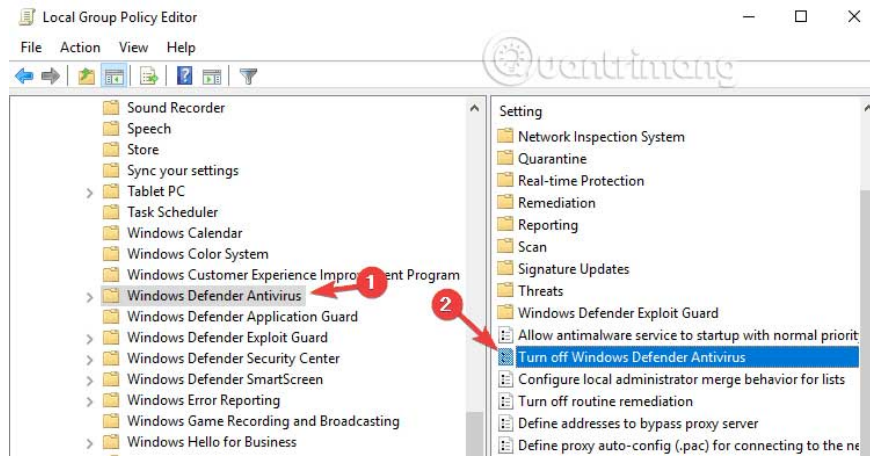 Local Group Policy Editor
File Action View Help
Quantrimang
Sound Recorder
Speech
Store
Sync your settings
Tablet PC
Task Scheduler
Windows Calendar
Windows Color System
Windows Customer Experience Improvement Program
1
Windows Defender Antivirus
Windows Defender Application Guard
Windows Defender Exploit Guard
Windows Defender Security Center
Windows Defender SmartScreen
Windows Error Reporting
Windows Game Recording and Broadcasting
Windows Hello for Business
Setting
Network Inspection System
Quarantine
Real-time Protection
Remediation
Reporting
Scan
Signature Updates
Threats
Windows Defender Exploit Guard
2
Allow antimalware service to startup with normal priorit
Turn off Windows Defender Antivirus
Configure local administrator merge behavior for lists
Turn off routine remediation
Define addresses to bypass proxy server
Define proxy auto-config (.pac) for connecting to the ne